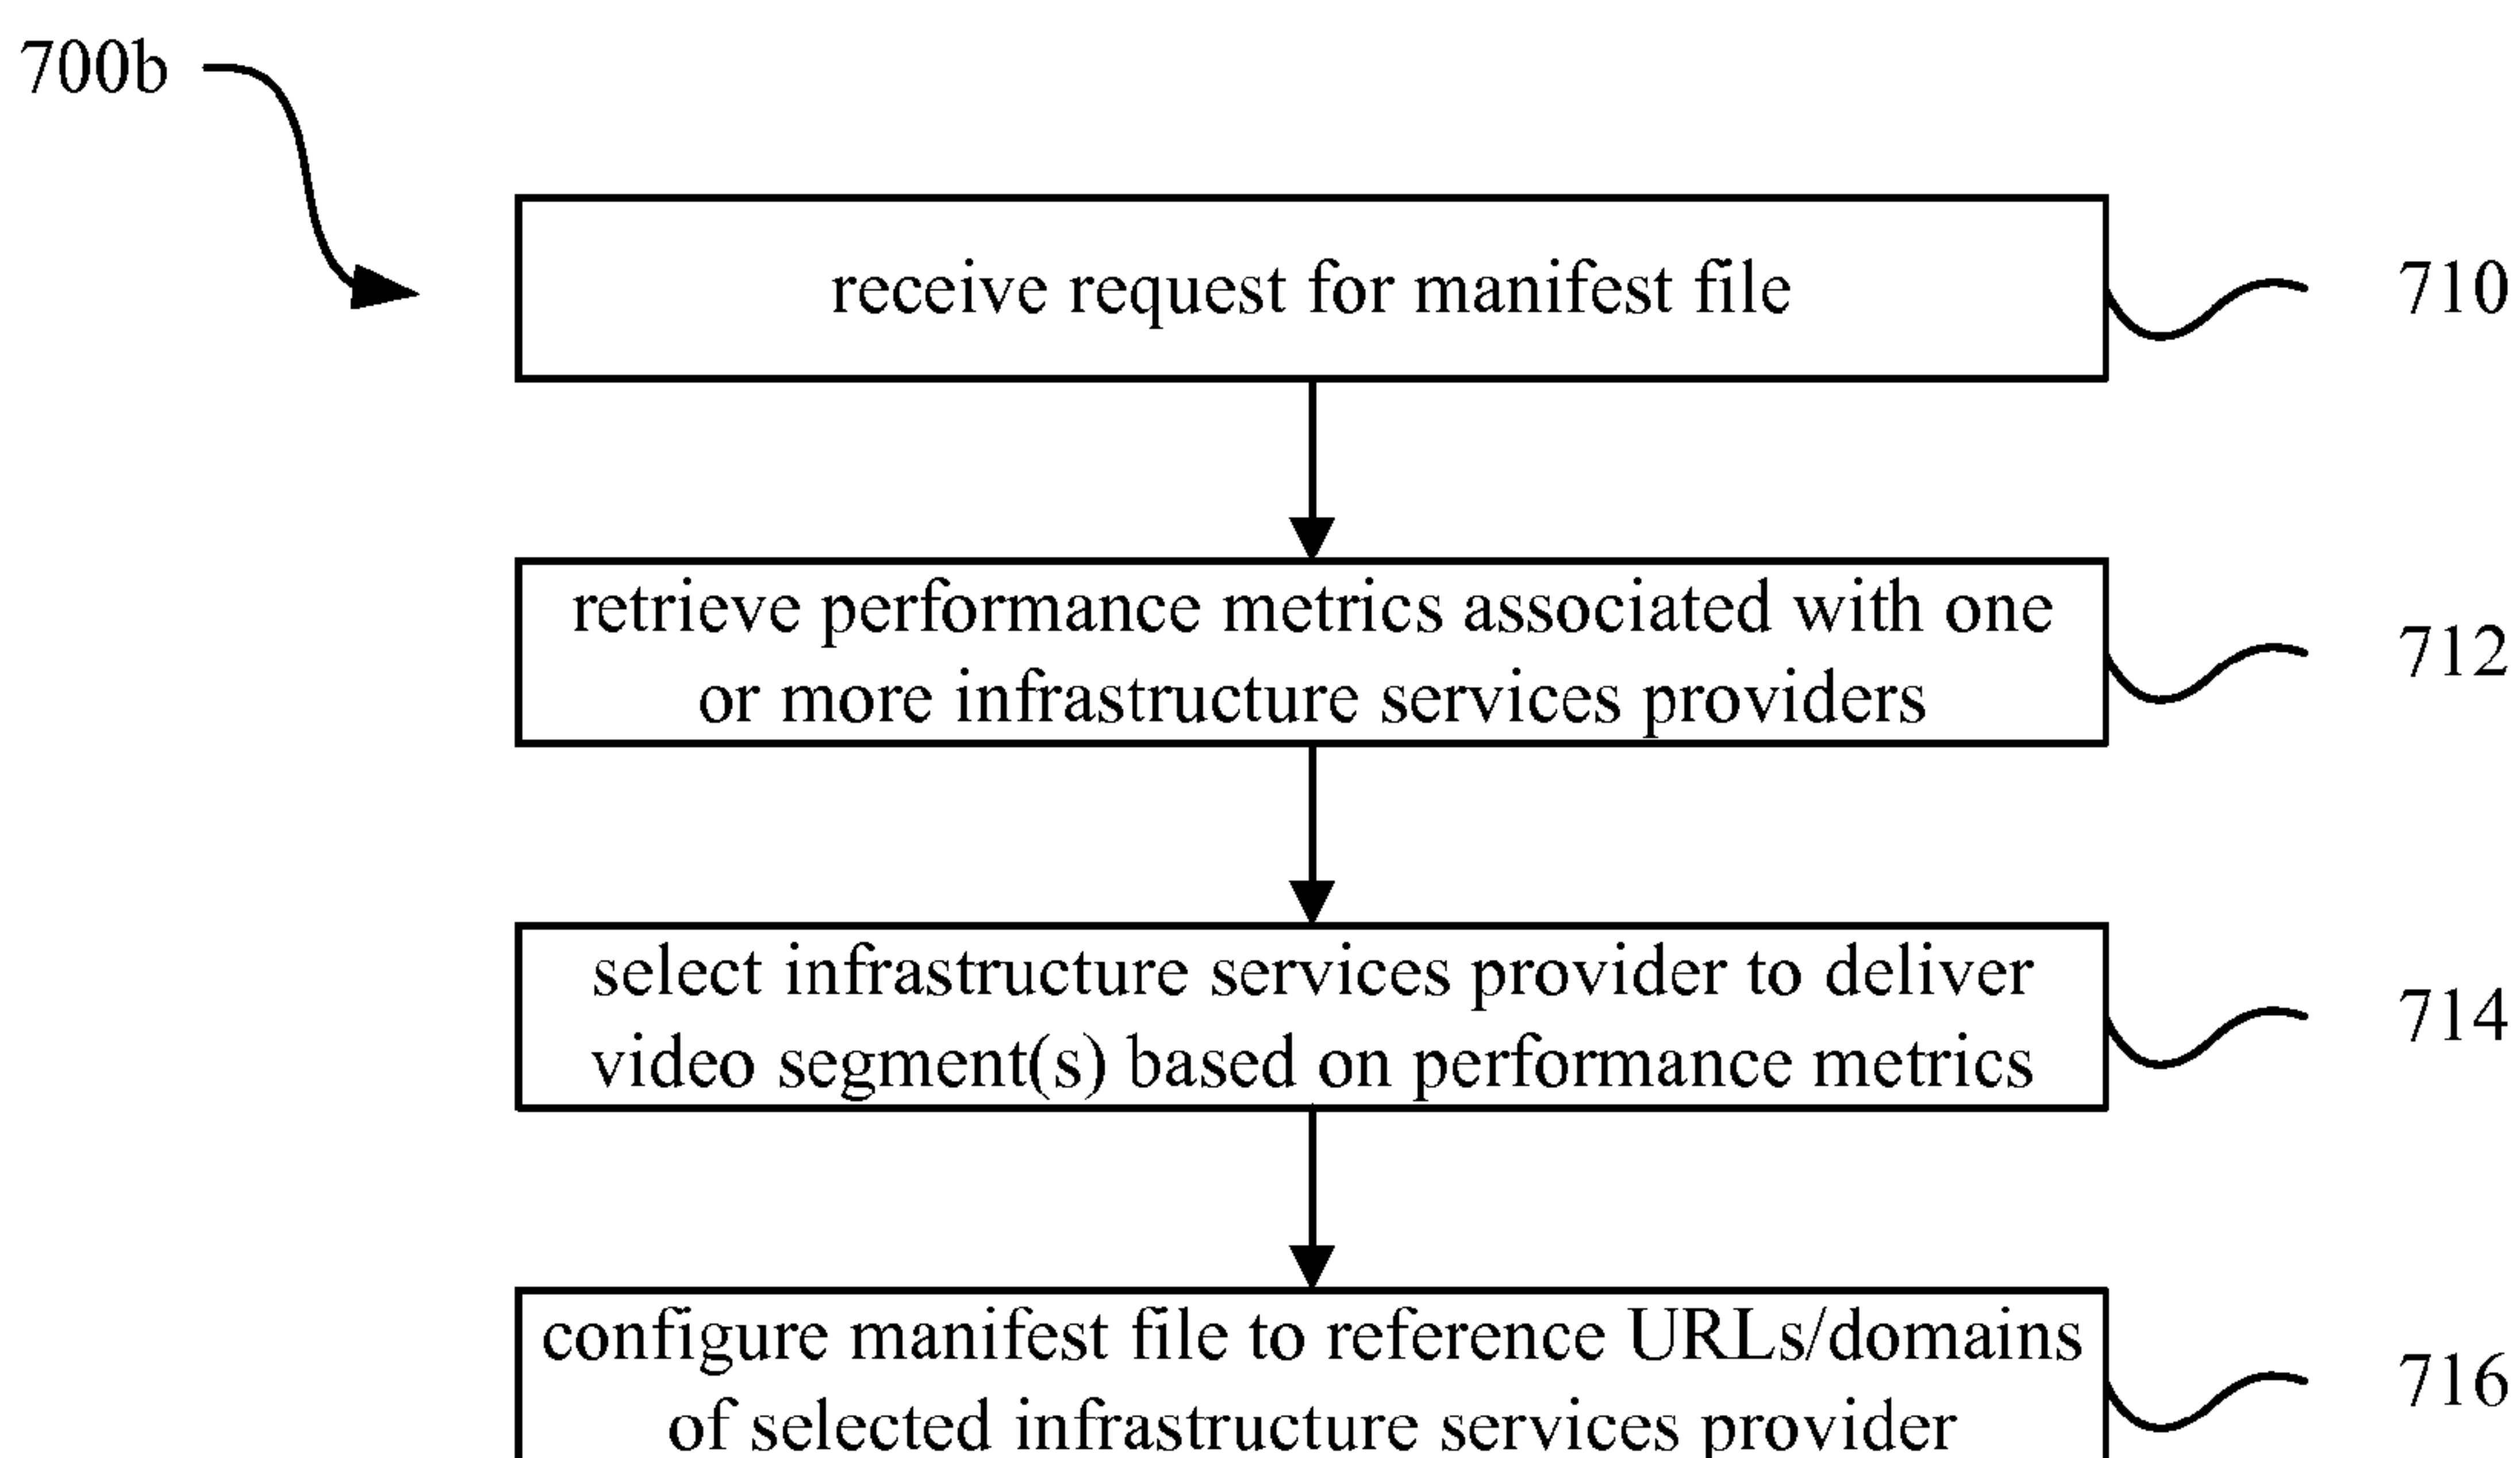 700b
receive request for manifest file
710
retrieve performance metrics associated with one
or more infrastructure services providers
712
select infrastructure services provider to deliver
video segment(s) based on performance metrics
714
configure manifest file to reference URLs/domains
of selected infrastructure services provider
716